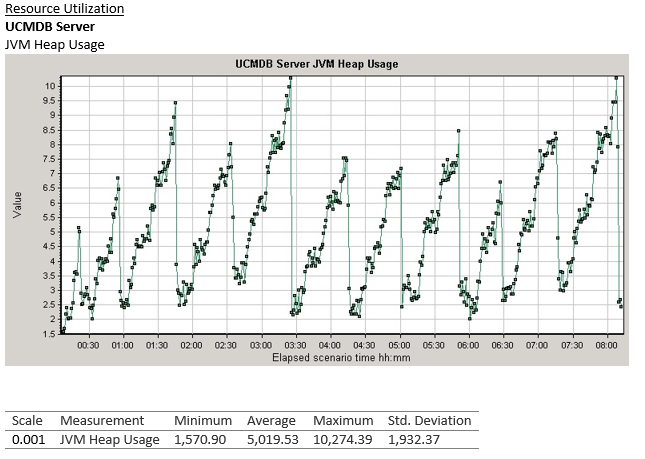 Resource Utilization
UCMDB Server
JVM Heap Usage
UCMDB Server JVM Heap Usage
10
9.5
9
8.5
8
7.5
7
6.5
6
5.5
5
4.5
4
3.5
3
2.5
2
1.5
Value
00:30 01:00 01:30 02:00 02:30 03:00 03:30 04:00 04:30 05:00 05:30 06:00 06:30 07:00 07:30 08:00
Elapsed scenario time hh:mm
Scale Measurement Minimum Average Maximum Std. Deviation
0.001 JVM Heap Usage 1,570.90 5,019.53 10,274.39 1,932.37